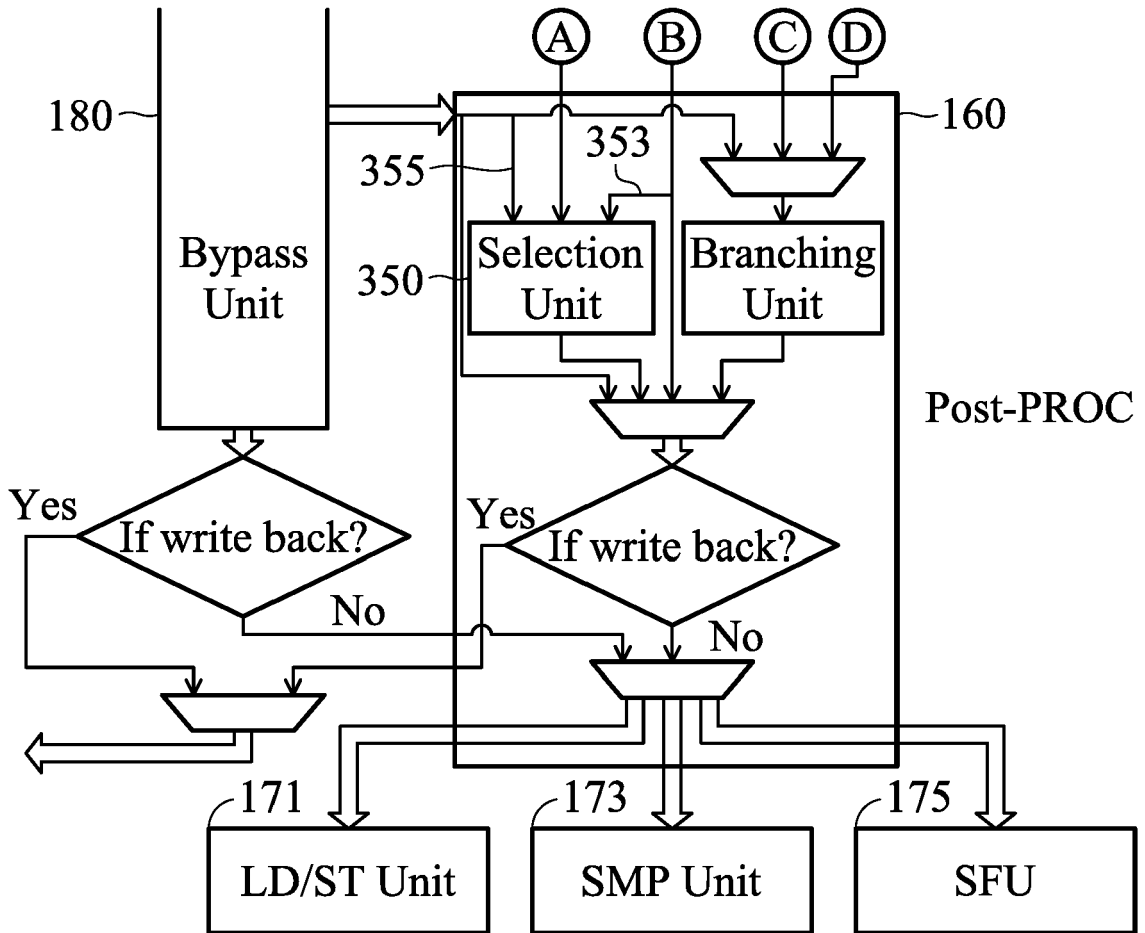 A B C D
180
160
355
353
Bypass
Unit
350
Selection
Unit
Branching
Unit
Post-PROC
Yes
If write back?
No
Yes
If write back?
No
171
173
175
LD/ST Unit
SMP Unit
SFU